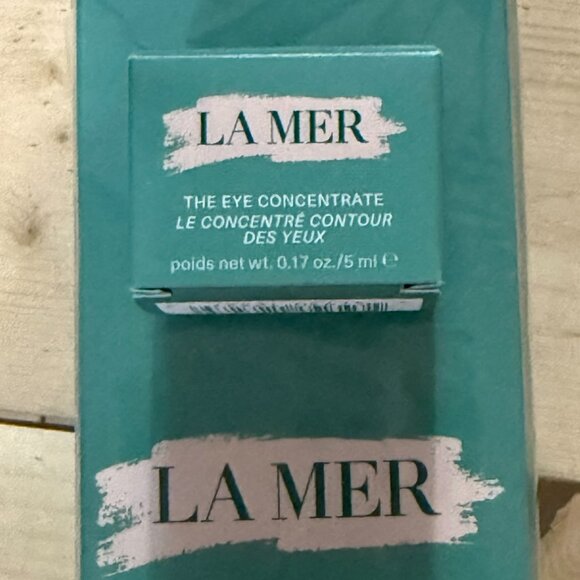 LA MER
THE EYE CONCENTRATE
LE CONCENTRÉ CONTOUR
DES YEUX
poids net wt. 0.17 oz./5 ml ℮
LA MER